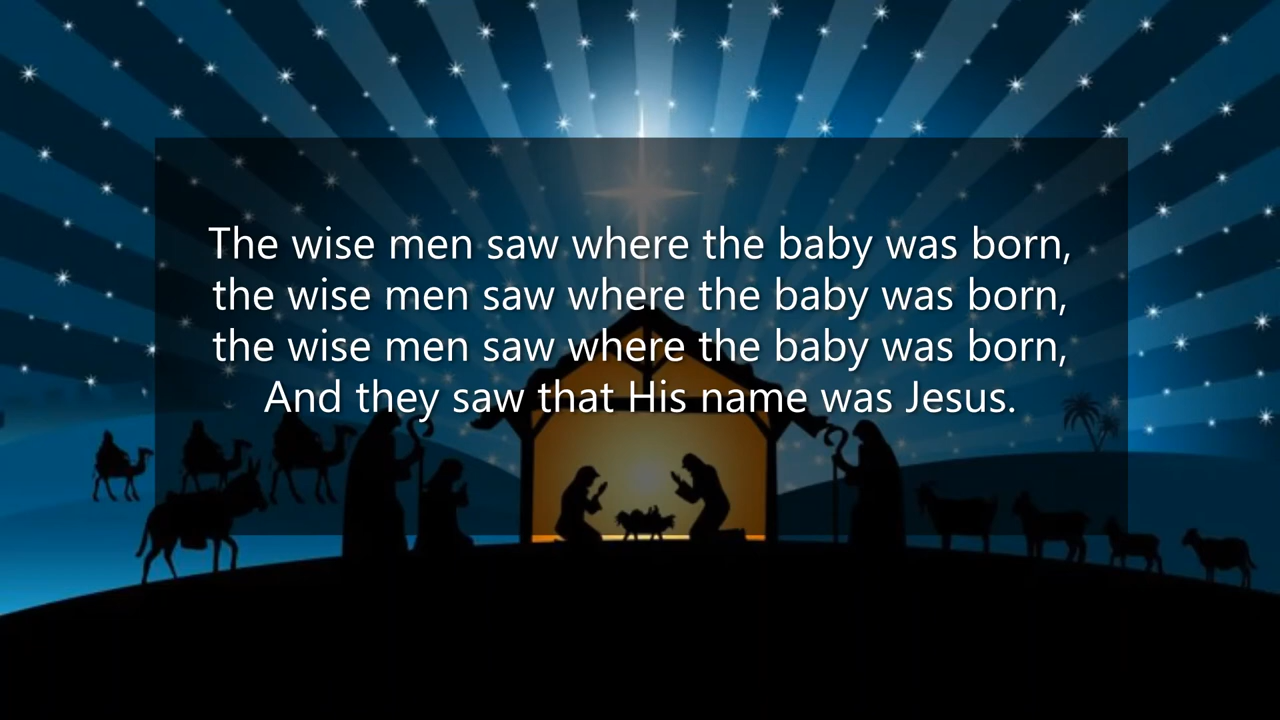 The wise men saw where the baby was born,
the wise men saw where the baby was born,
the wise men saw where the baby was born,
And they saw that His name was Jesus.